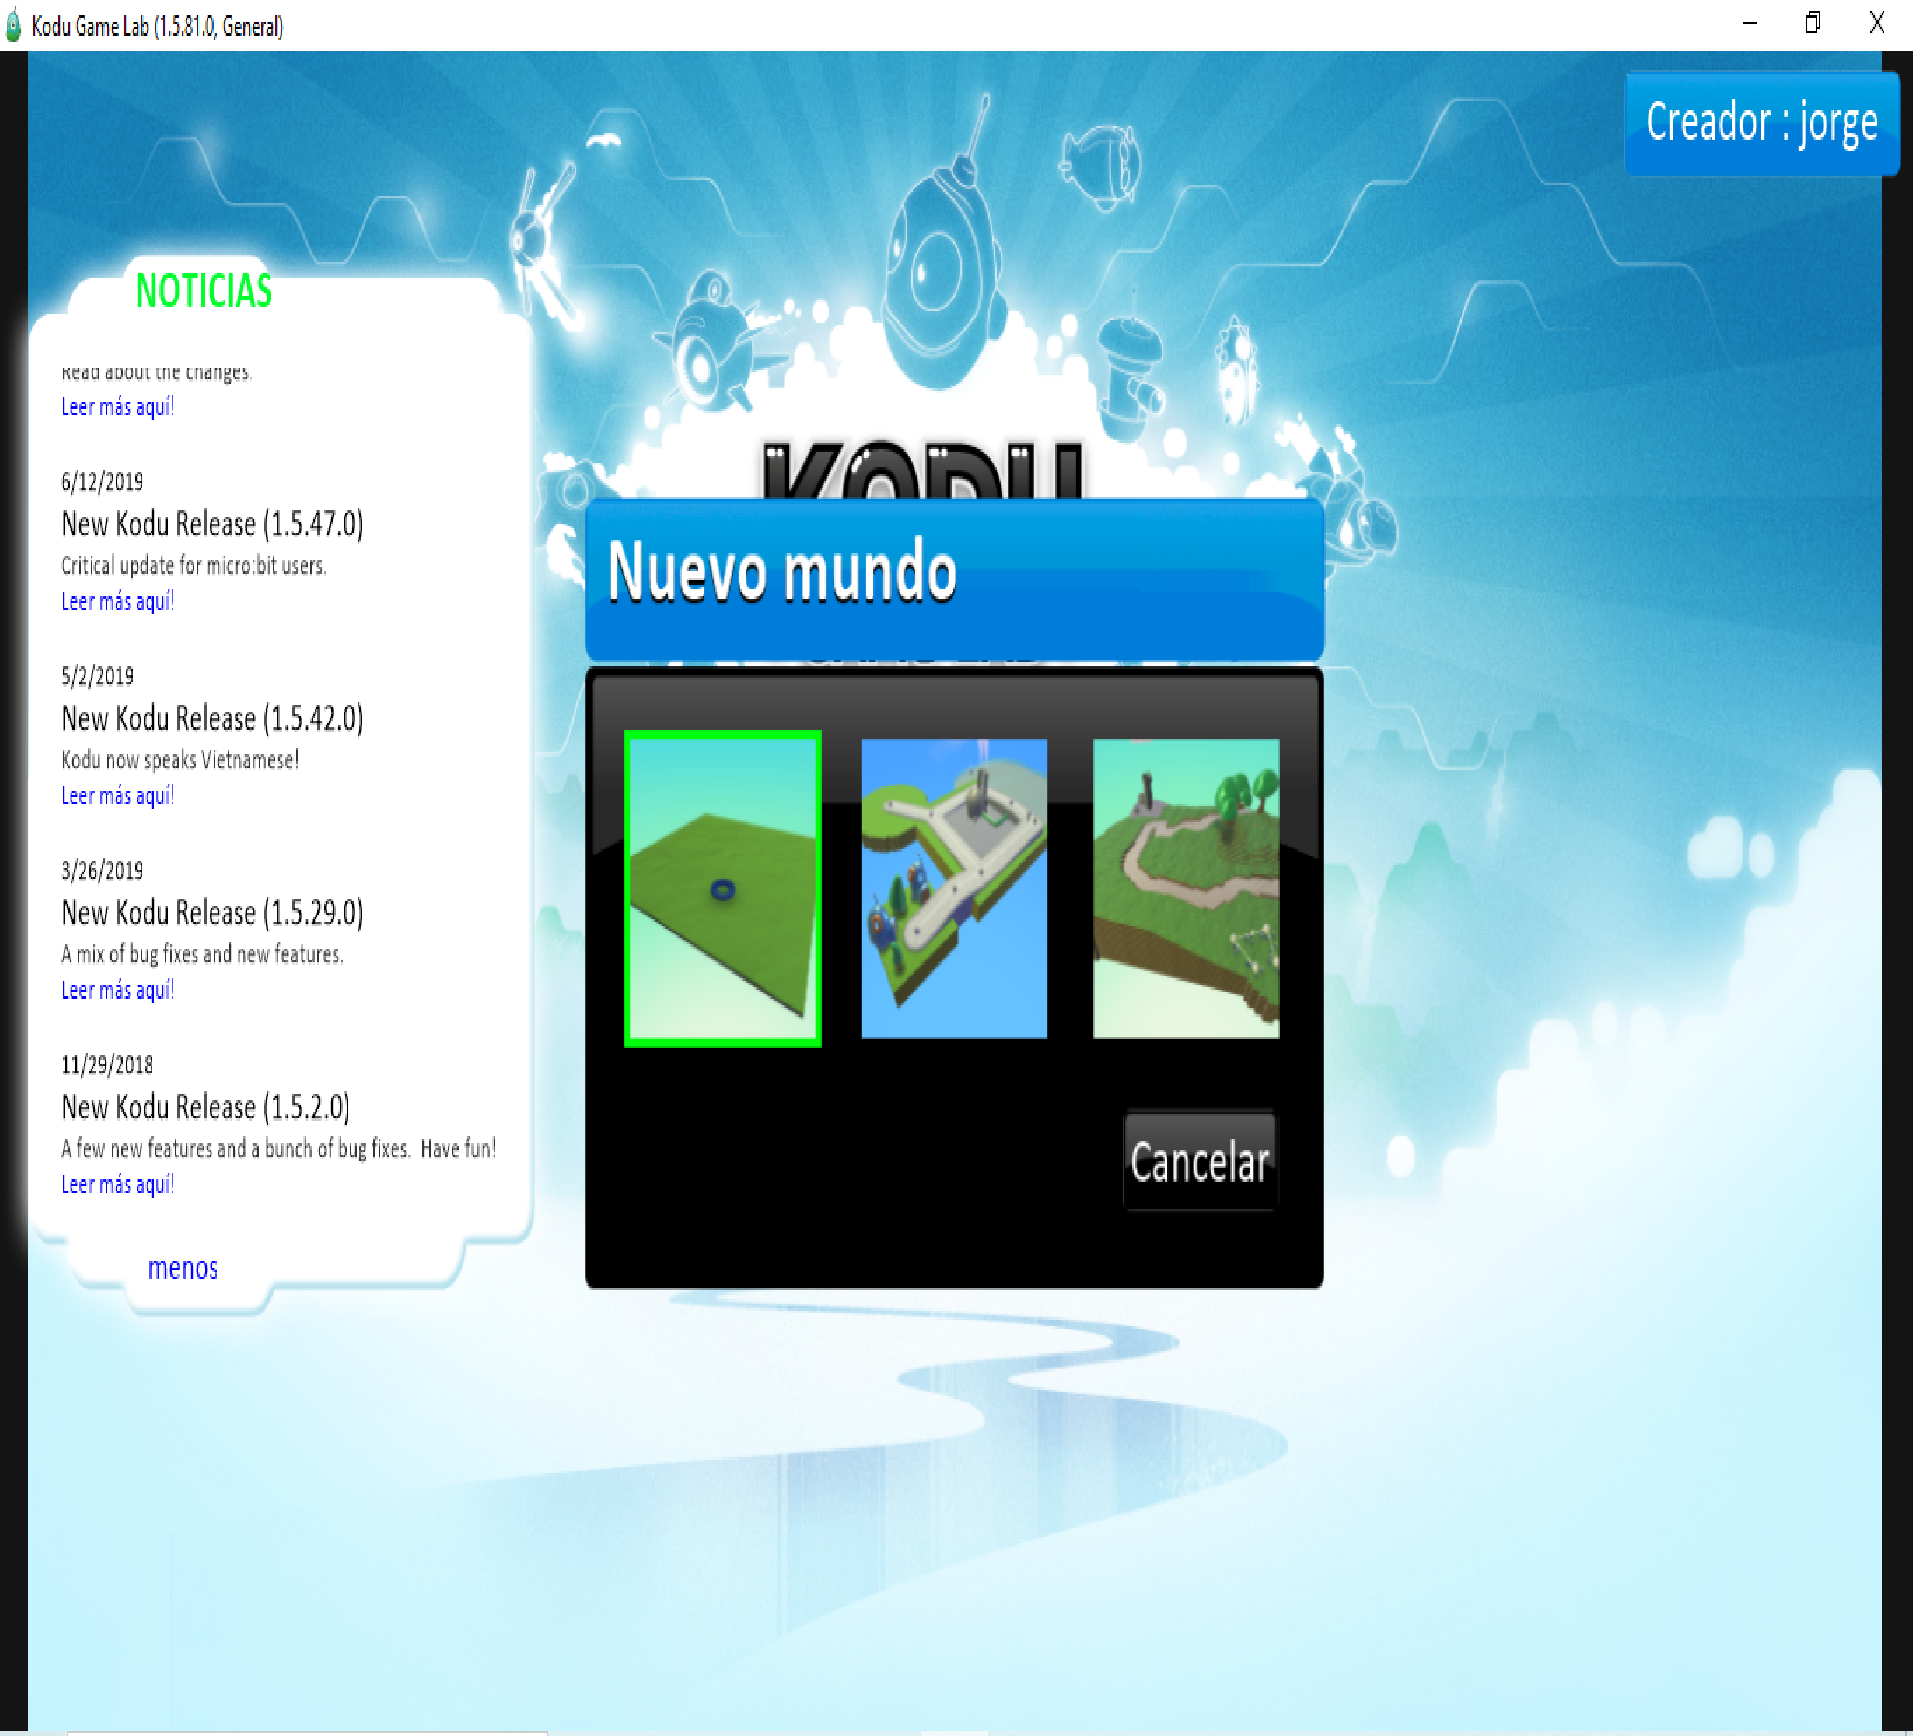 Kodu Game Lab (1.5.81.0, General)
Creador : jorge
NOTICIAS
Read about the changes.
Leer más aquí!
6/12/2019
New Kodu Release (1.5.47.0)
Critical update for micro:bit users.
Leer más aquí!
5/2/2019
New Kodu Release (1.5.42.0)
Kodu now speaks Vietnamese!
Leer más aquí!
3/26/2019
New Kodu Release (1.5.29.0)
A mix of bug fixes and new features.
Leer más aquí!
11/29/2018
New Kodu Release (1.5.2.0)
A few new features and a bunch of bug fixes.  Have fun!
Leer más aquí!
menos
KODU
Nuevo mundo
Cancelar